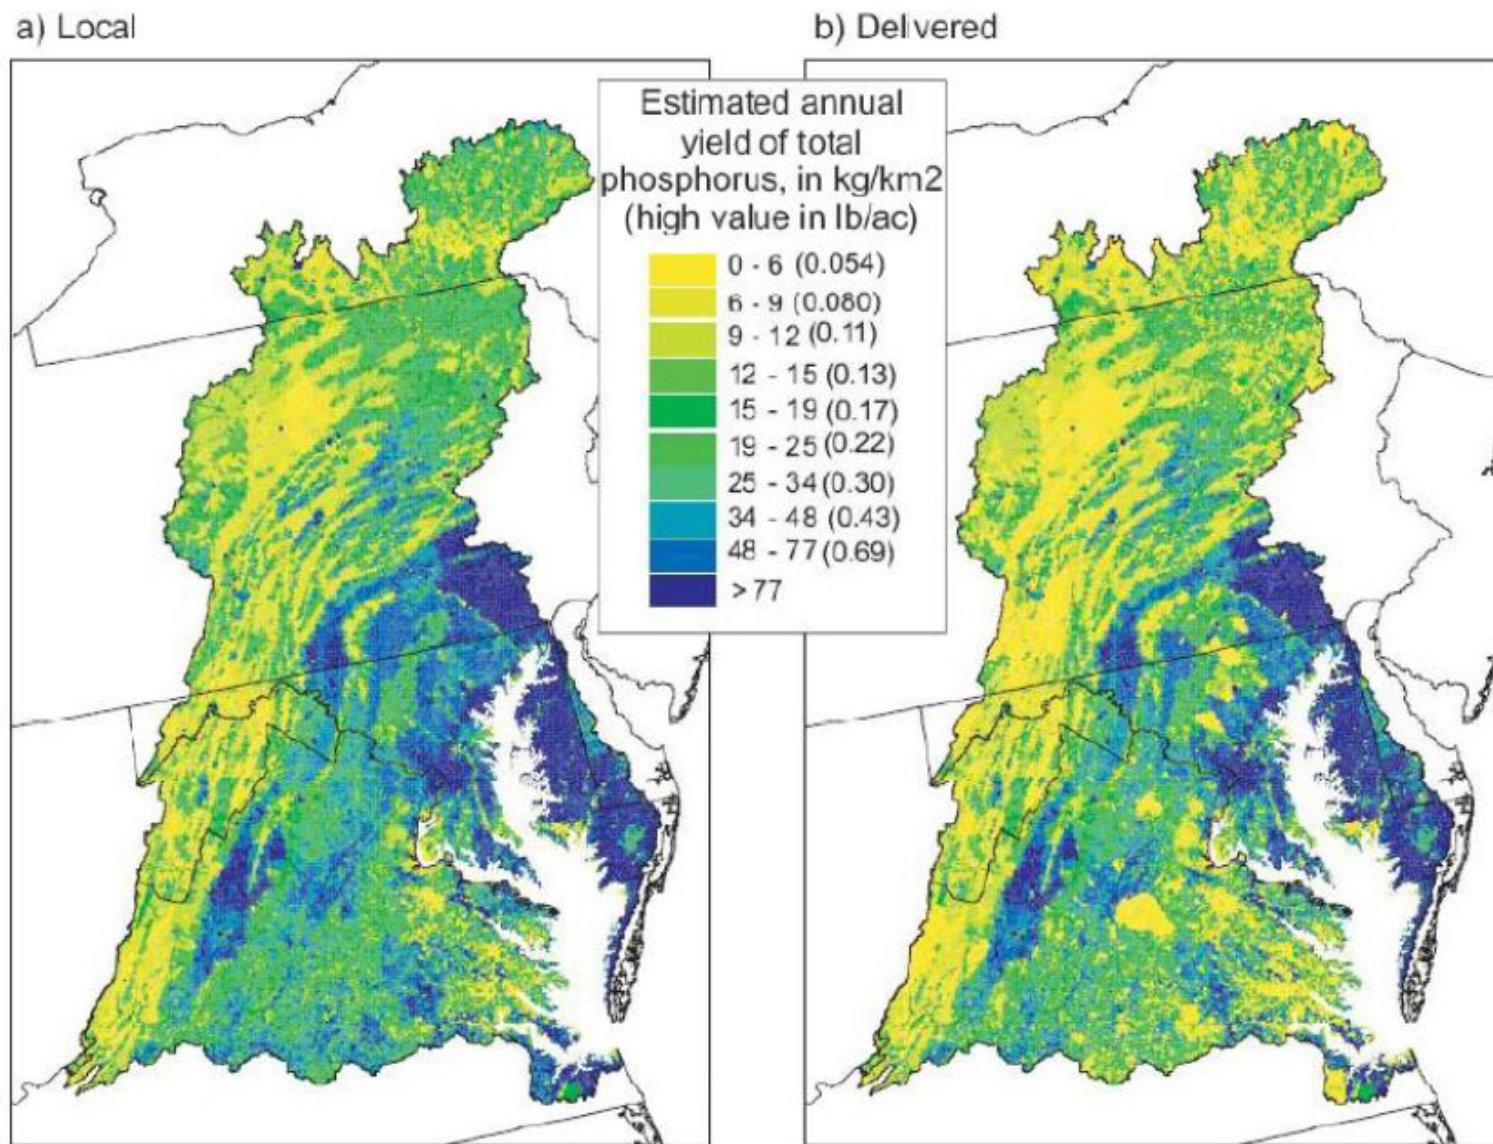 a) Local
b) Delivered
Estimated annual
yield of total
phosphorus, in kg/km2
(high value in lb/ac)
0 - 6 (0.054)
6 - 9 (0.080)
9 - 12 (0.11)
12 - 15 (0.13)
15 - 19 (0.17)
19 - 25 (0.22)
25 - 34 (0.30)
34 - 48 (0.43)
48 - 77 (0.69)
>77